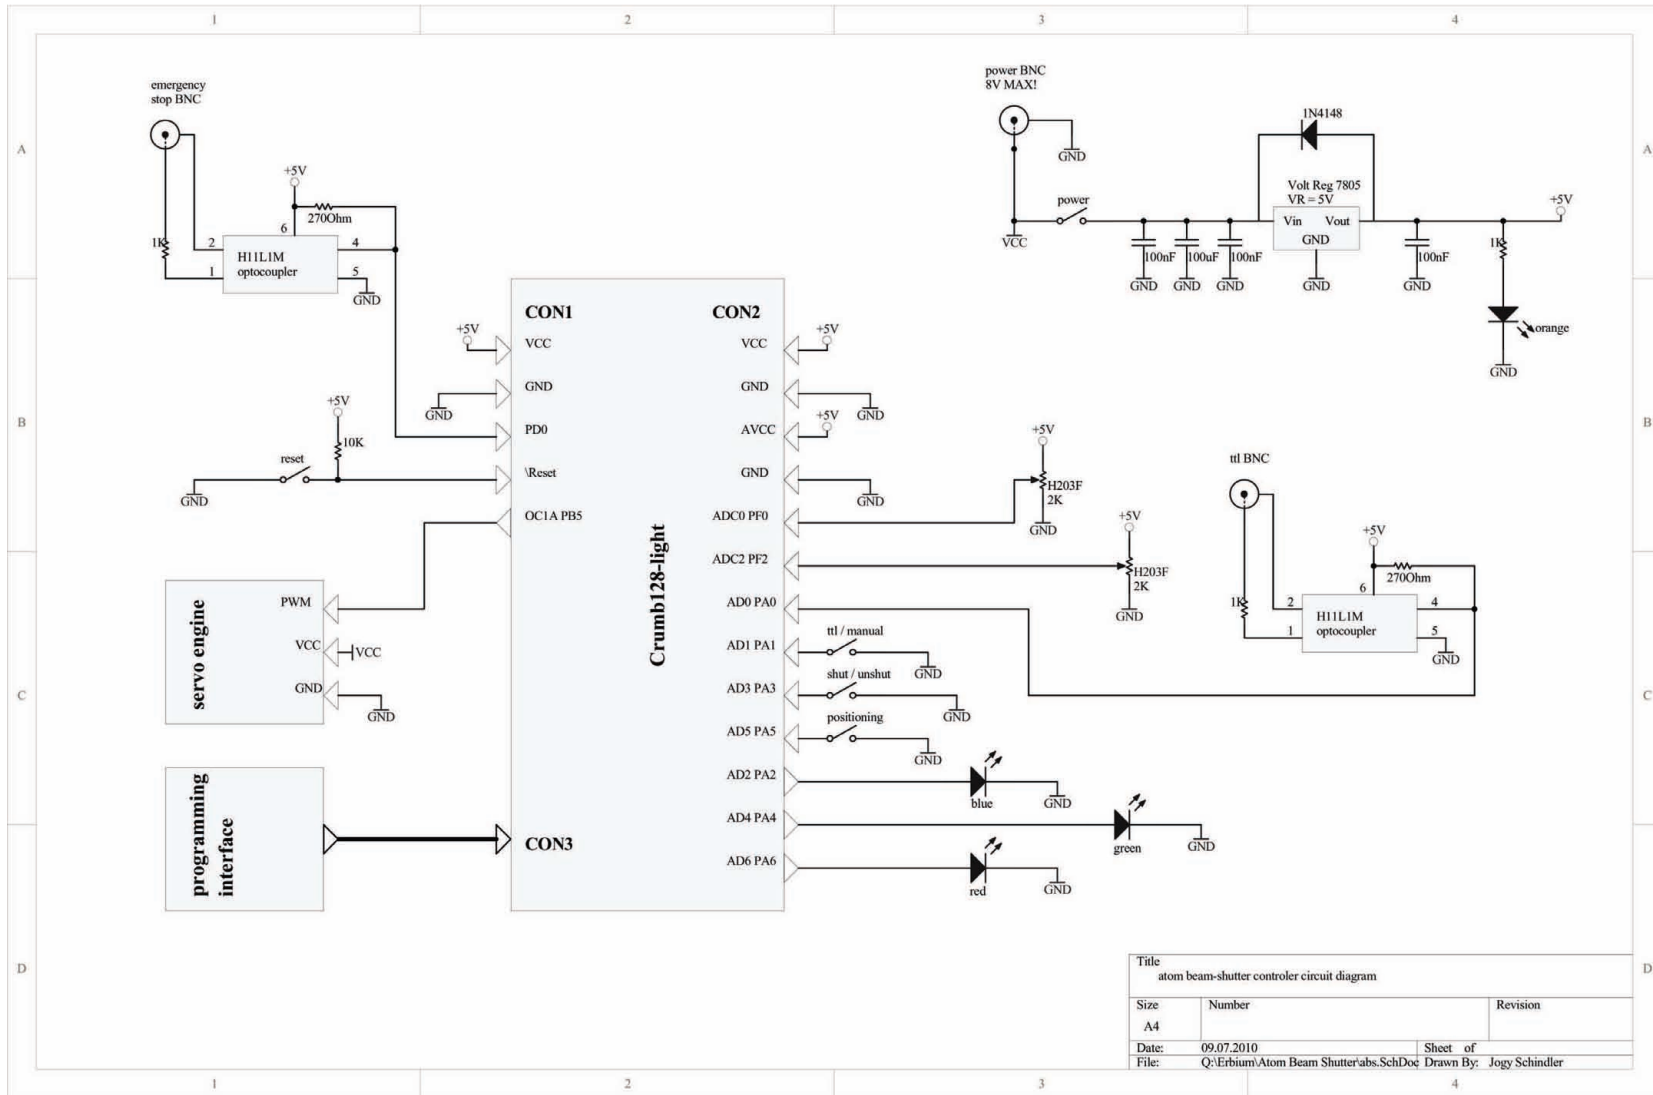 1 2 3 4
A
A
B
B
C
C
D
D
1 2 3 4
emergency
stop BNC
+5V
270Ohm
1K
6
2
1
4
5
H11L1M
optocoupler
GND
power BNC
8V MAX!
GND
power
VCC
1N4148
Volt Reg 7805
VR = 5V
Vin Vout
GND
100nF
100uF
100nF
100nF
GND
GND
GND
GND
GND
+5V
1K
orange
GND
CON1
CON2
+5V
VCC
GND
GND
PD0
+5V
10K
reset
GND
\Reset
OC1A PB5
VCC
+5V
GND
GND
AVCC
+5V
GND
GND
ADC0 PF0
ADC2 PF2
AD0 PA0
AD1 PA1
AD3 PA3
AD5 PA5
AD2 PA2
AD4 PA4
AD6 PA6
Crumb128-light
CON3
+5V
H203F
2K
GND
+5V
H203F
2K
GND
ttl / manual
GND
shut / unshut
GND
positioning
GND
blue
GND
green
GND
red
GND
ttl BNC
+5V
270Ohm
1K
6
2
1
4
5
H11L1M
optocoupler
GND
servo engine
PWM
VCC
VCC
GND
GND
programming
interface
Title
atom beam-shutter controler circuit diagram
Size Number Revision
A4
Date: 09.07.2010 Sheet of
File: Q:\Erbium\Atom Beam Shutter\abs.SchDoc Drawn By: Jogy Schindler